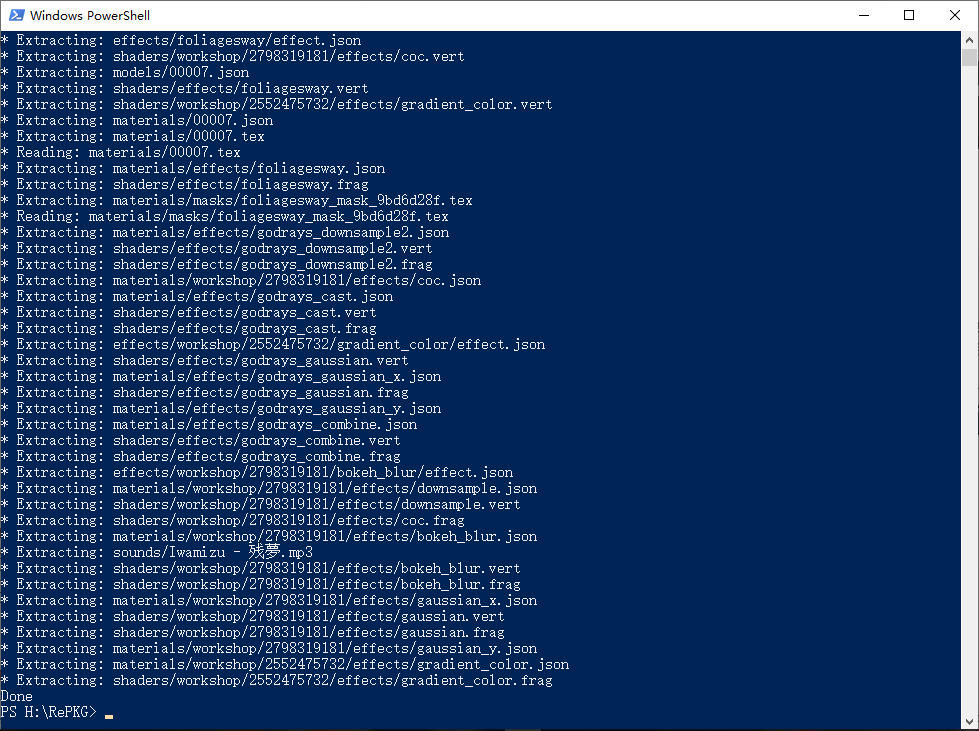 Windows PowerShell
* Extracting: effects/foliagesway/effect.json
* Extracting: shaders/workshop/2798319181/effects/coc.vert
* Extracting: models/00007.json
* Extracting: shaders/effects/foliagesway.vert
* Extracting: shaders/workshop/2552475732/effects/gradient_color.vert
* Extracting: materials/00007.json
* Extracting: materials/00007.tex
* Reading: materials/00007.tex
* Extracting: materials/effects/foliagesway.json
* Extracting: shaders/effects/foliagesway.frag
* Extracting: materials/masks/foliagesway_mask_9bd6d28f.tex
* Reading: materials/masks/foliagesway_mask_9bd6d28f.tex
* Extracting: materials/effects/godrays_downsample2.json
* Extracting: shaders/effects/godrays_downsample2.vert
* Extracting: shaders/effects/godrays_downsample2.frag
* Extracting: materials/workshop/2798319181/effects/coc.json
* Extracting: materials/effects/godrays_cast.json
* Extracting: shaders/effects/godrays_cast.vert
* Extracting: shaders/effects/godrays_cast.frag
* Extracting: effects/workshop/2552475732/gradient_color/effect.json
* Extracting: shaders/effects/godrays_gaussian.vert
* Extracting: materials/effects/godrays_gaussian_x.json
* Extracting: shaders/effects/godrays_gaussian.frag
* Extracting: materials/effects/godrays_gaussian_y.json
* Extracting: materials/effects/godrays_combine.json
* Extracting: shaders/effects/godrays_combine.vert
* Extracting: shaders/effects/godrays_combine.frag
* Extracting: effects/workshop/2798319181/bokeh_blur/effect.json
* Extracting: materials/workshop/2798319181/effects/downsample.json
* Extracting: shaders/workshop/2798319181/effects/downsample.vert
* Extracting: shaders/workshop/2798319181/effects/coc.frag
* Extracting: materials/workshop/2798319181/effects/bokeh_blur.json
* Extracting: sounds/Iwamizu - 残夢.mp3
* Extracting: shaders/workshop/2798319181/effects/bokeh_blur.vert
* Extracting: shaders/workshop/2798319181/effects/bokeh_blur.frag
* Extracting: materials/workshop/2798319181/effects/gaussian_x.json
* Extracting: shaders/workshop/2798319181/effects/gaussian.vert
* Extracting: shaders/workshop/2798319181/effects/gaussian.frag
* Extracting: materials/workshop/2798319181/effects/gaussian_y.json
* Extracting: materials/workshop/2552475732/effects/gradient_color.json
* Extracting: shaders/workshop/2552475732/effects/gradient_color.frag
Done
PS H:\RePKG>